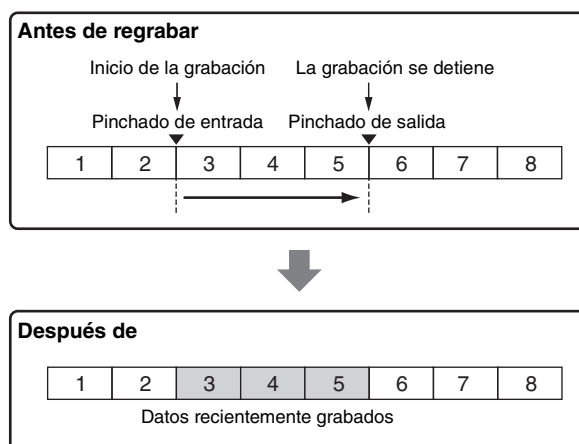 Antes de regrabar
Inicio de la grabación La grabación se detiene
Pinchado de entrada Pinchado de salida
1 2 3 4 5 6 7 8
Después de
1 2 3 4 5 6 7 8
Datos recientemente grabados